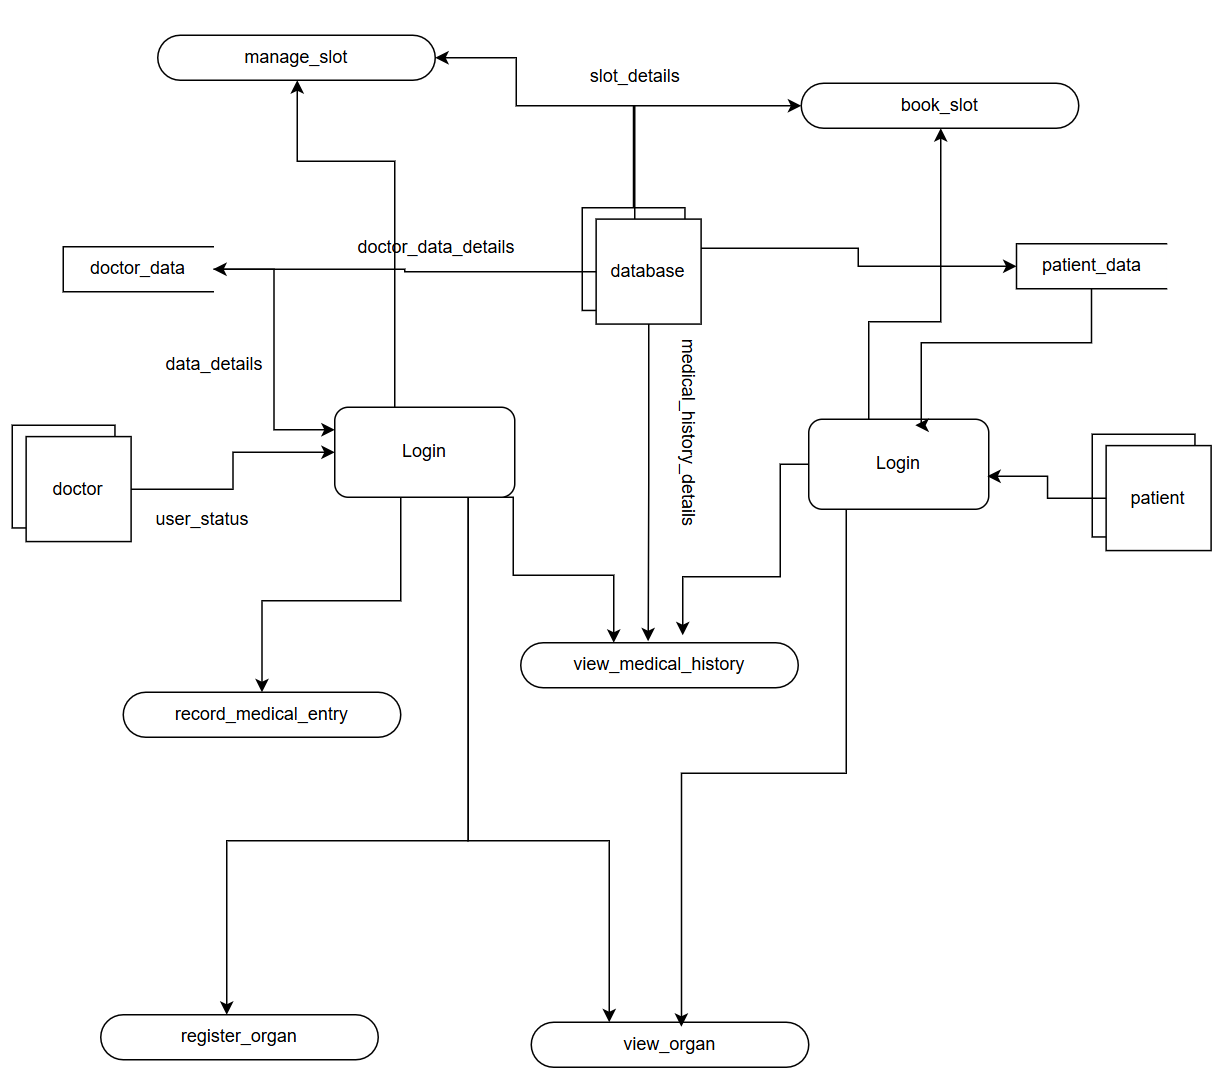 manage_slot
slot_details
book_slot
doctor_data_details
doctor_data
database
patient_data
data_details
medical_history_details
Login
Login
doctor
patient
user_status
view_medical_history
record_medical_entry
register_organ
view_organ